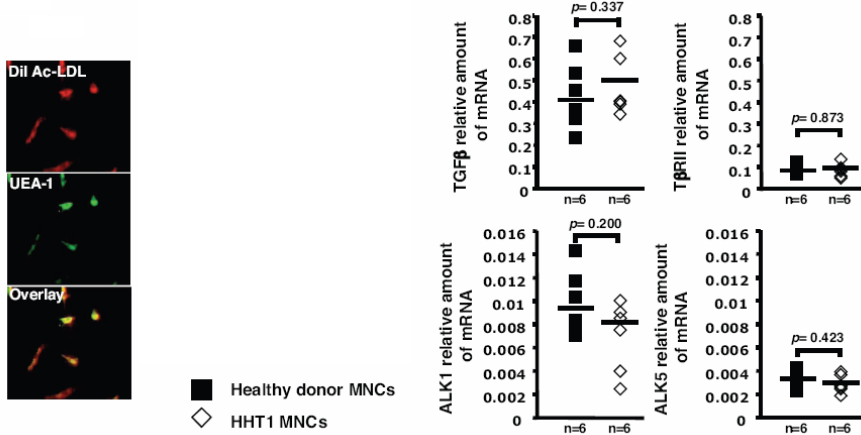 Dil Ac-LDL
UEA-1
Overlay
Healthy donor MNCs
HHT1 MNCs
TGFβ relative amount
of mRNA
0.8
0.7
0.6
0.5
0.4
0.3
0.2
0.1
0
p= 0.337
n=6 n=6
TβRII relative amount
of mRNA
0.8
0.7
0.6
0.5
0.4
0.3
0.2
0.1
0
p= 0.873
n=6 n=6
ALK1 relative amount
of mRNA
0.016
0.014
0.012
0.01
0.008
0.006
0.004
0.002
0
p= 0.200
n=6 n=6
ALK5 relative amount
of mRNA
0.016
0.014
0.012
0.01
0.008
0.006
0.004
0.002
0
p= 0.423
n=6 n=6